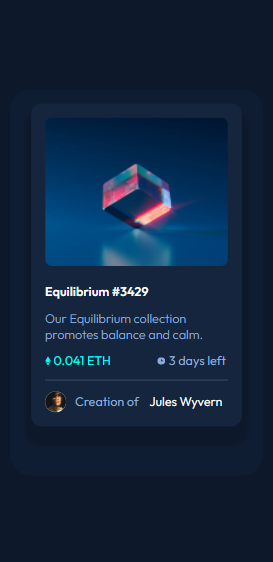 Equilibrium #3429
Our Equilibrium collection
promotes balance and calm.
0.041 ETH
3 days left
Creation of Jules Wyvern